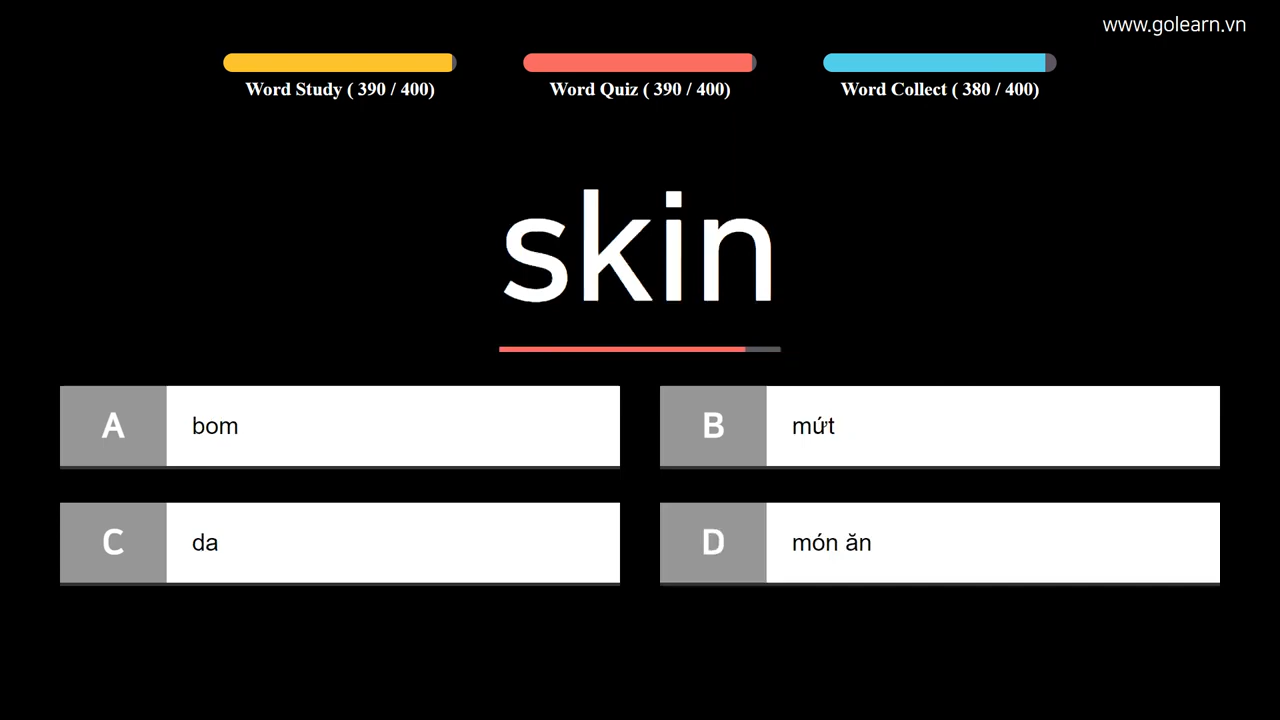 www.golearn.vn
Word Study ( 390 / 400)
Word Quiz ( 390 / 400)
Word Collect ( 380 / 400)
skin
A bom
B mứt
C da
D món ăn